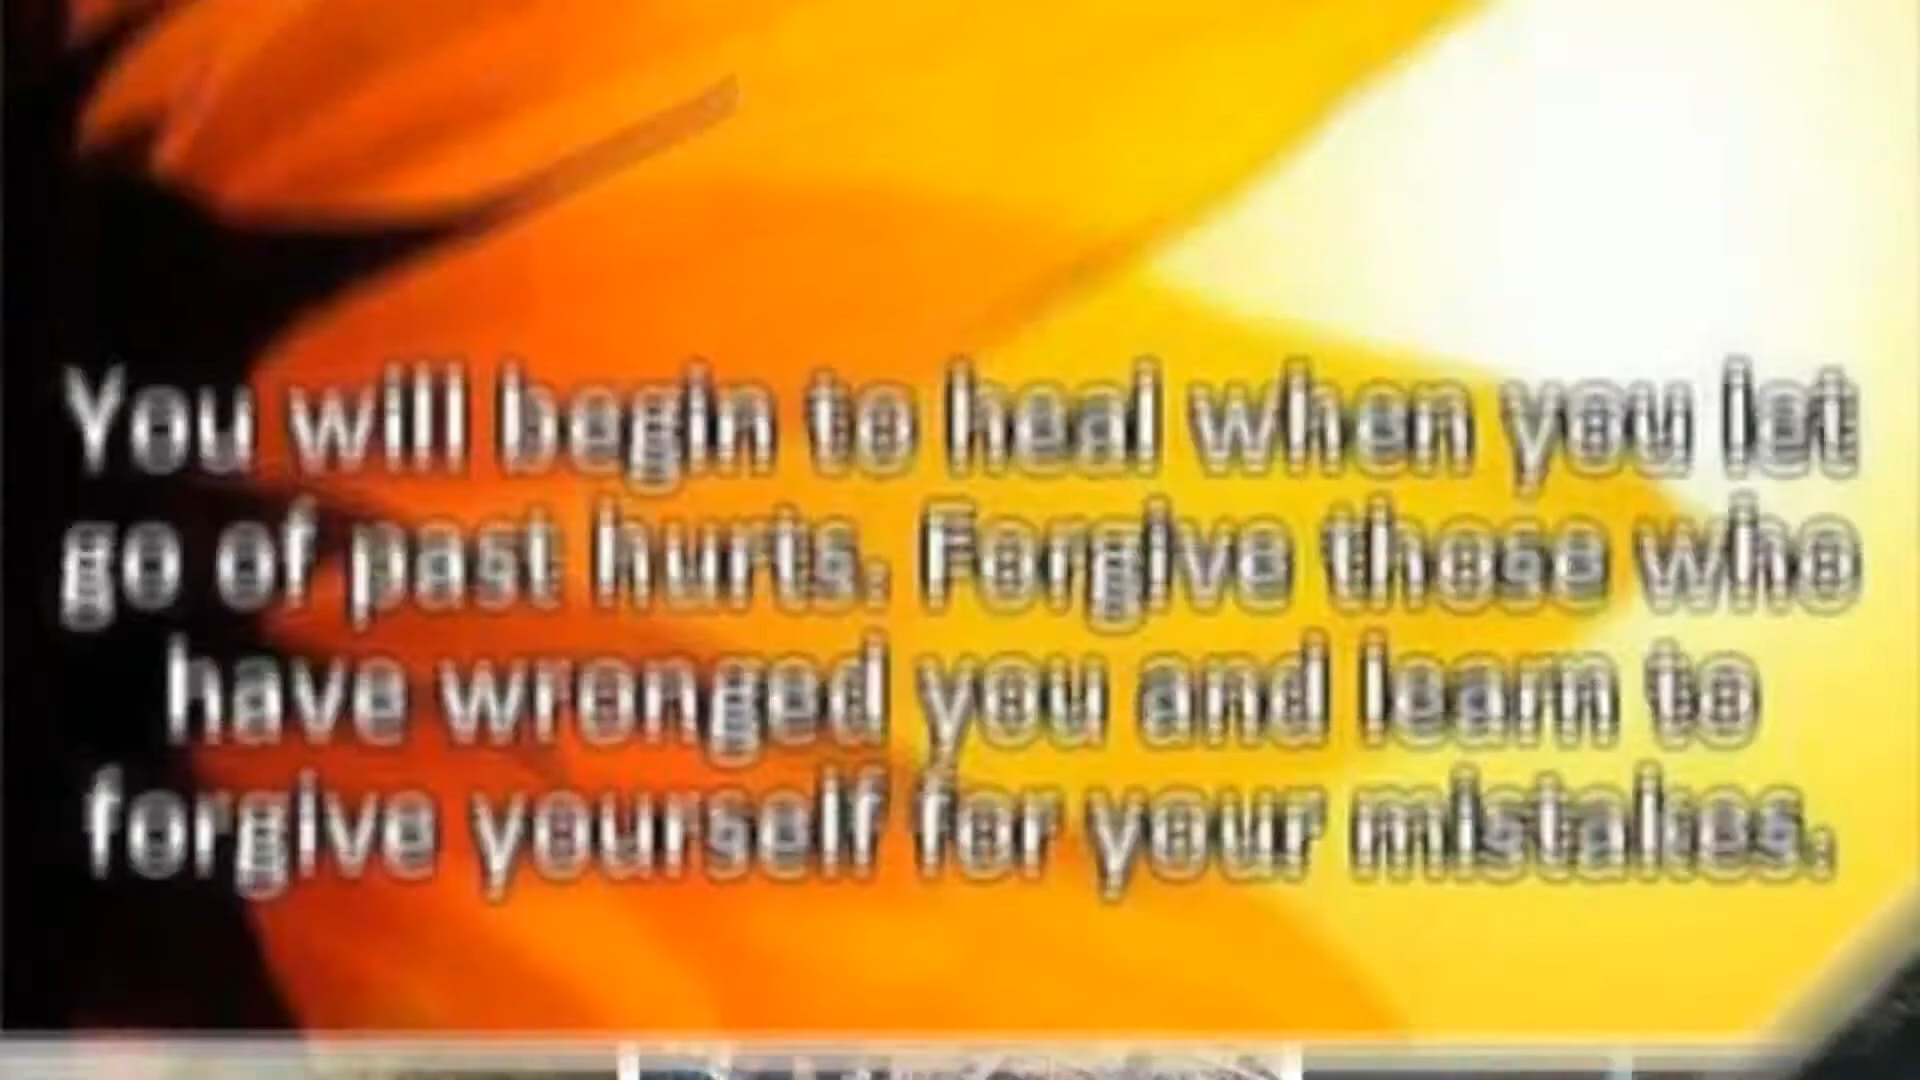 You will begin to heal when you let
go of past hurts. Forgive those who
have wronged you and learn to
forgive yourself for your mistakes.